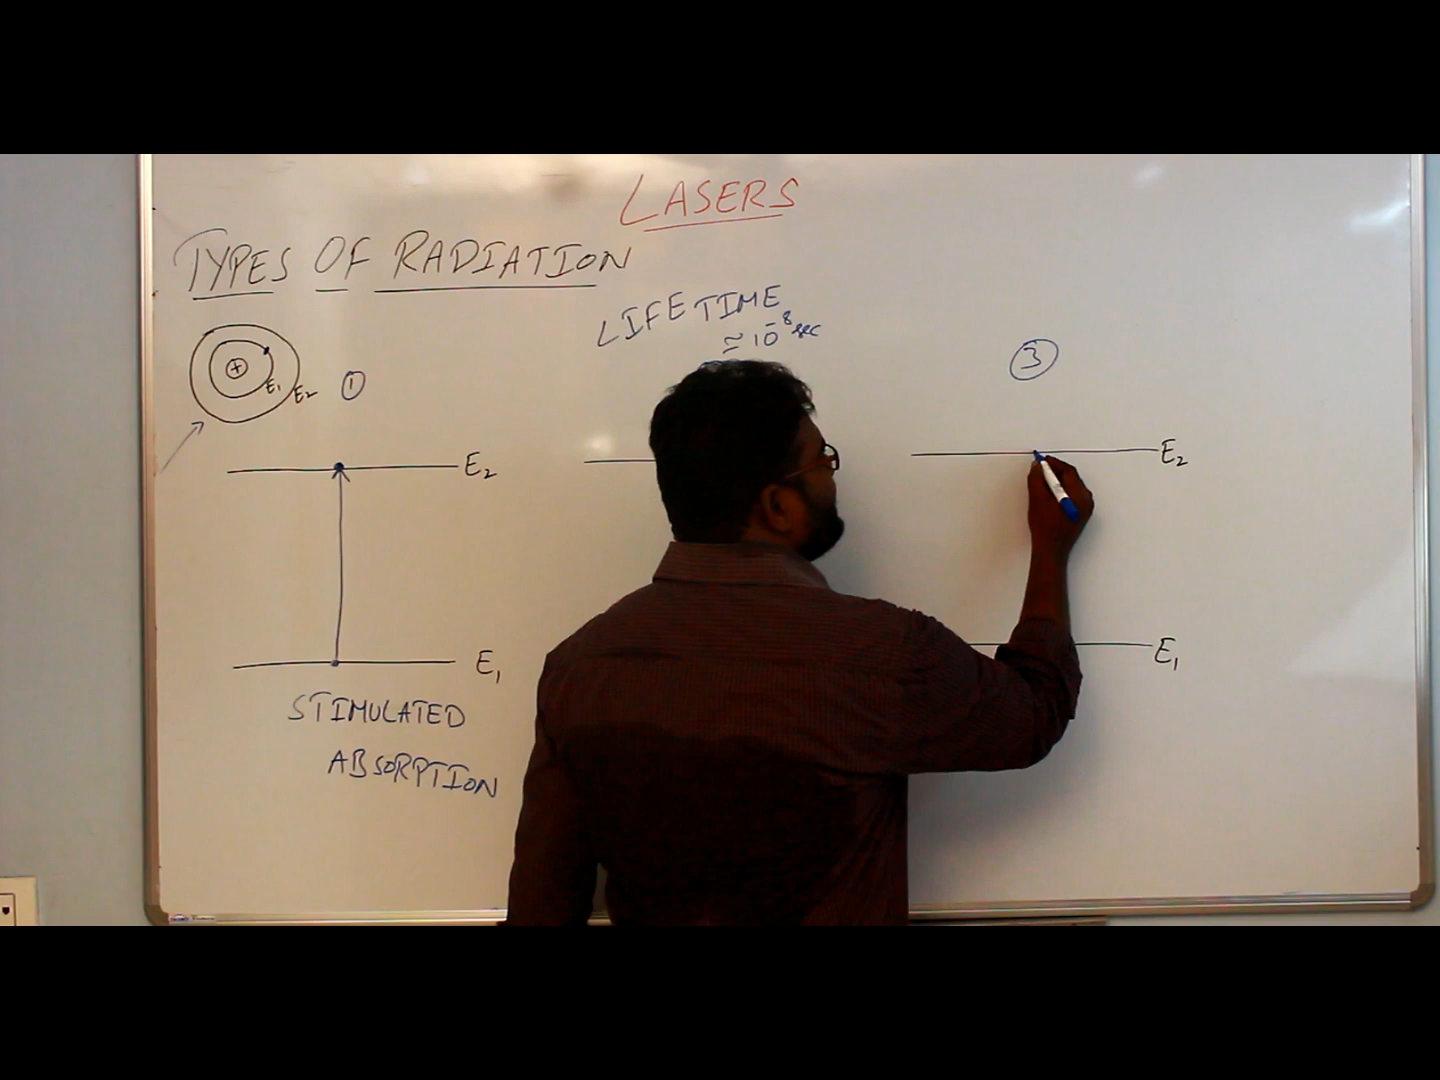 LASERS
TYPES OF RADIATION
LIFETIME
≃ 10⁻⁸ sec
+
E₁
E₂
①
③
E₂
E₂
E₁
E₁
STIMULATED
ABSORPTION